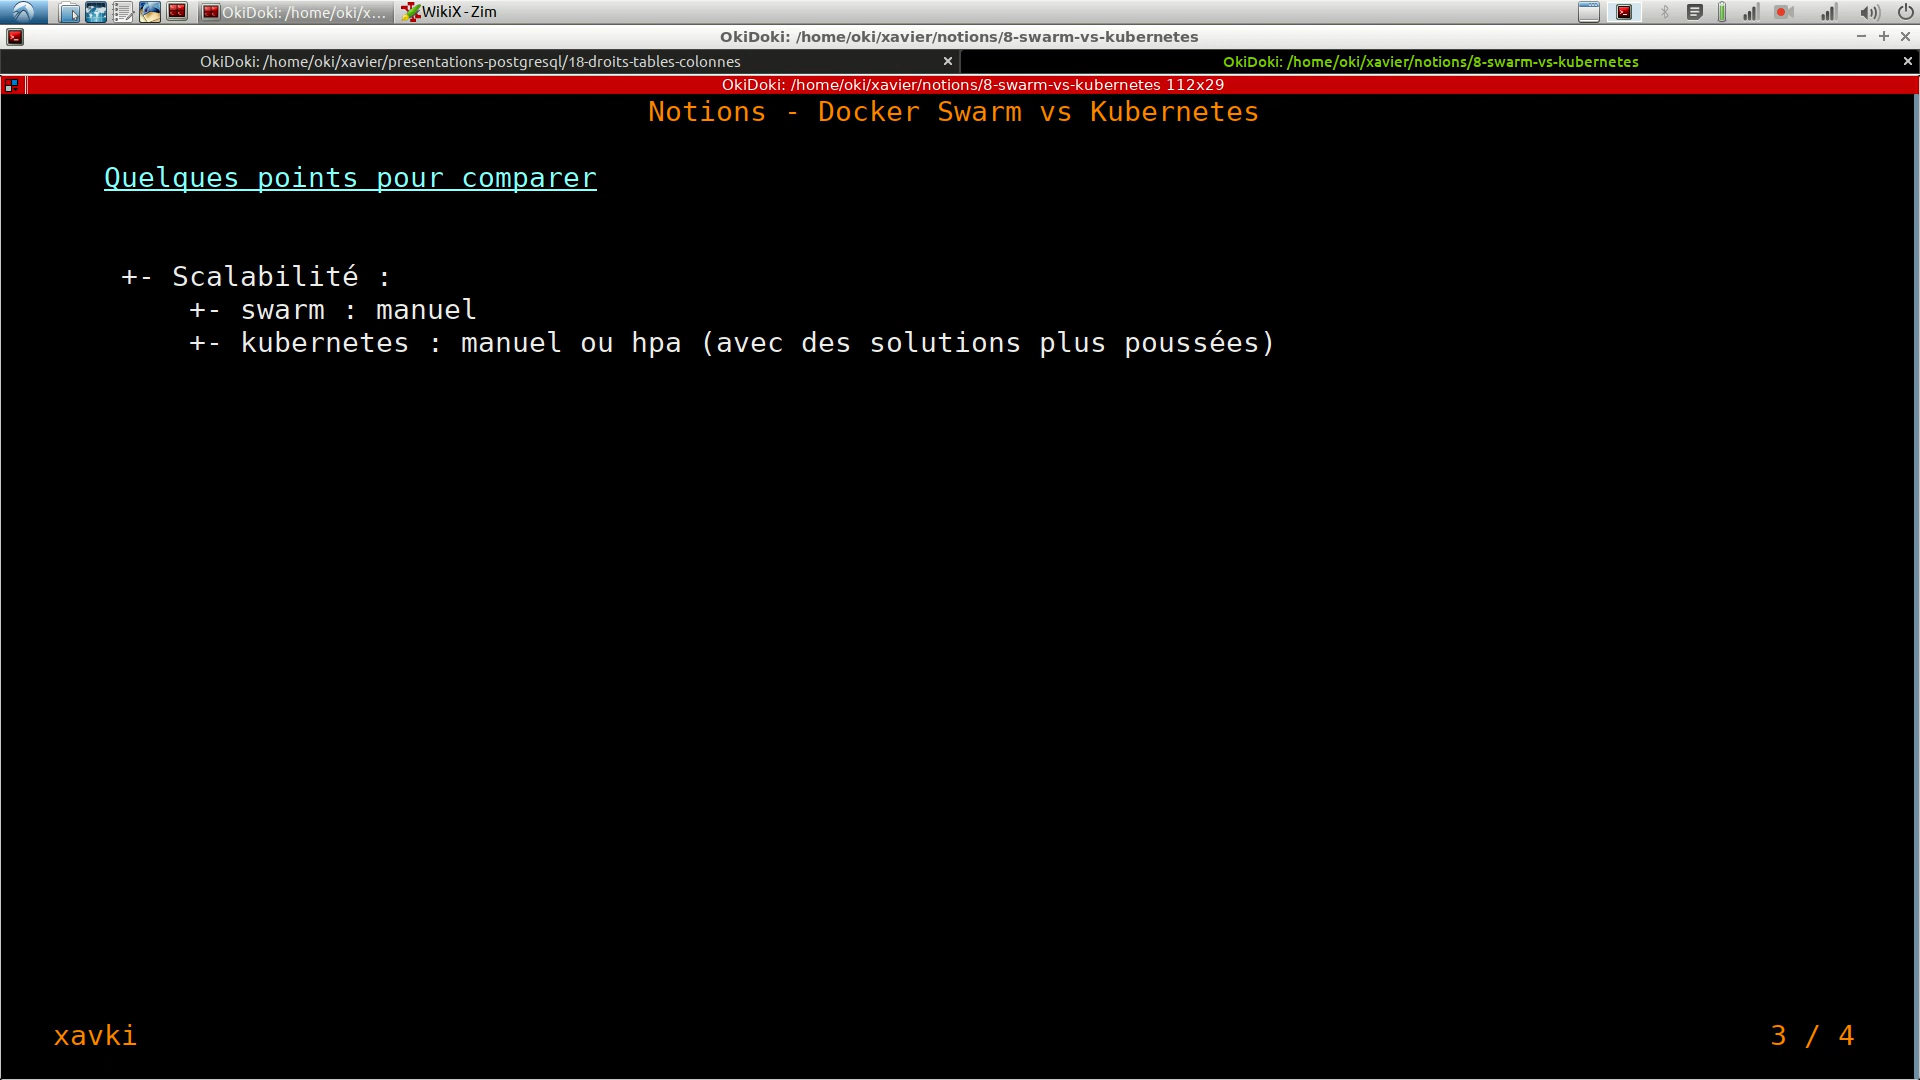 OkiDoki: /home/oki/x...
WikiX - Zim
OkiDoki: /home/oki/xavier/notions/8-swarm-vs-kubernetes
OkiDoki: /home/oki/xavier/presentations-postgresql/18-droits-tables-colonnes
OkiDoki: /home/oki/xavier/notions/8-swarm-vs-kubernetes
OkiDoki: /home/oki/xavier/notions/8-swarm-vs-kubernetes 112x29
Notions - Docker Swarm vs Kubernetes
Quelques points pour comparer
+- Scalabilité :
+- swarm : manuel
+- kubernetes : manuel ou hpa (avec des solutions plus poussées)
xavki
3 / 4